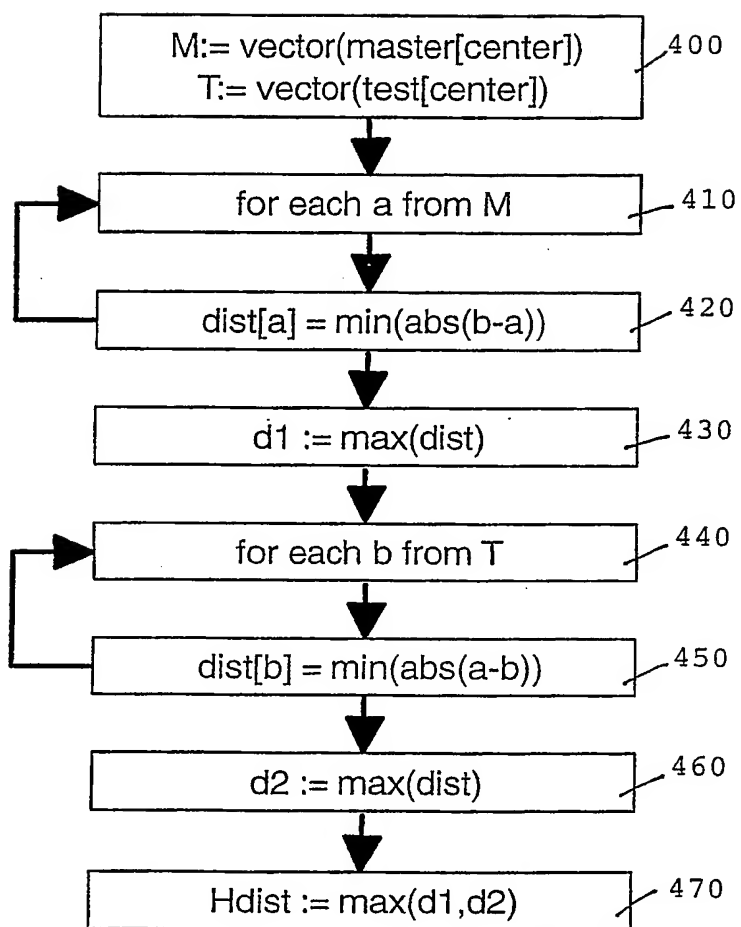 M:= vector(master[center])
T:= vector(test[center])
400
for each a from M
410
dist[a] = min(abs(b-a))
420
d1 := max(dist)
430
for each b from T
440
dist[b] = min(abs(a-b))
450
d2 := max(dist)
460
Hdist := max(d1,d2)
470